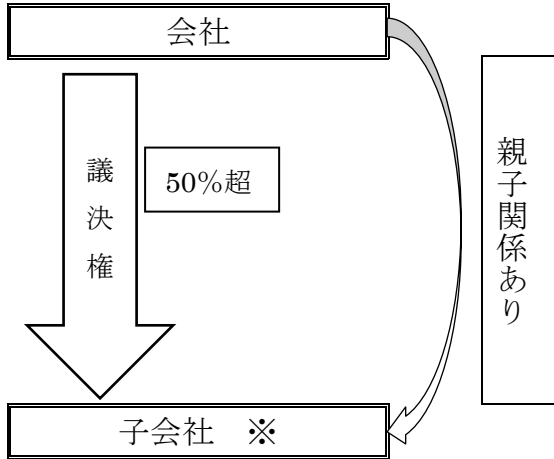 会社
議決権
50%超
親子関係あり
子会社　※